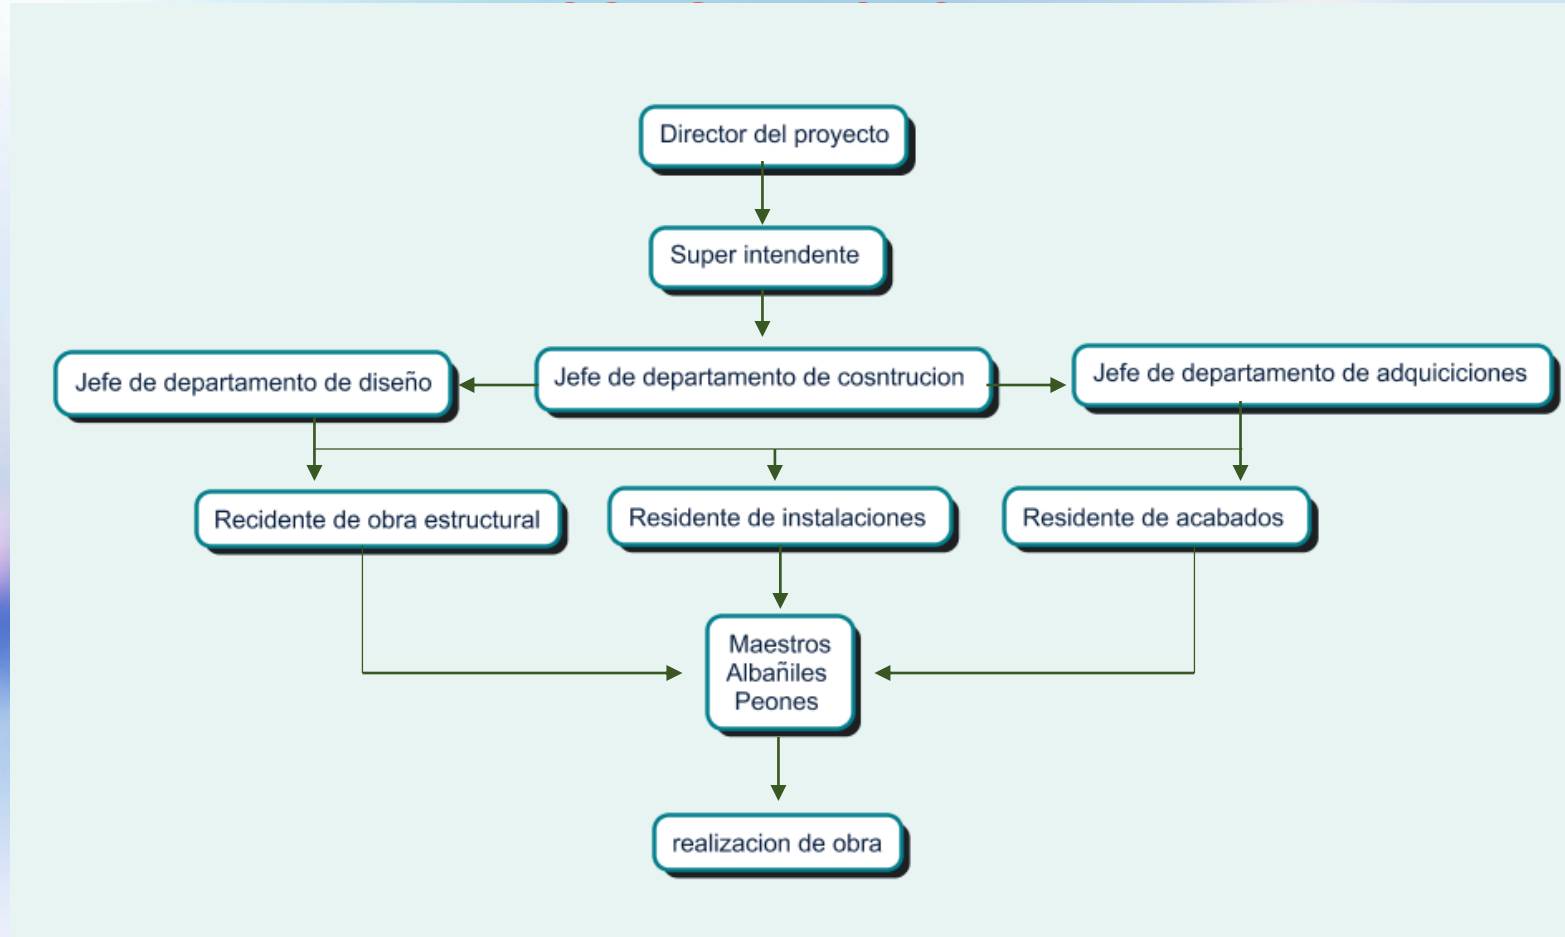 Director del proyecto
Super intendente
Jefe de departamento de diseño
Jefe de departamento de cosntrucion
Jefe de departamento de adquiciciones
Recidente de obra estructural
Residente de instalaciones
Residente de acabados
Maestros
Albañiles
Peones
realizacion de obra